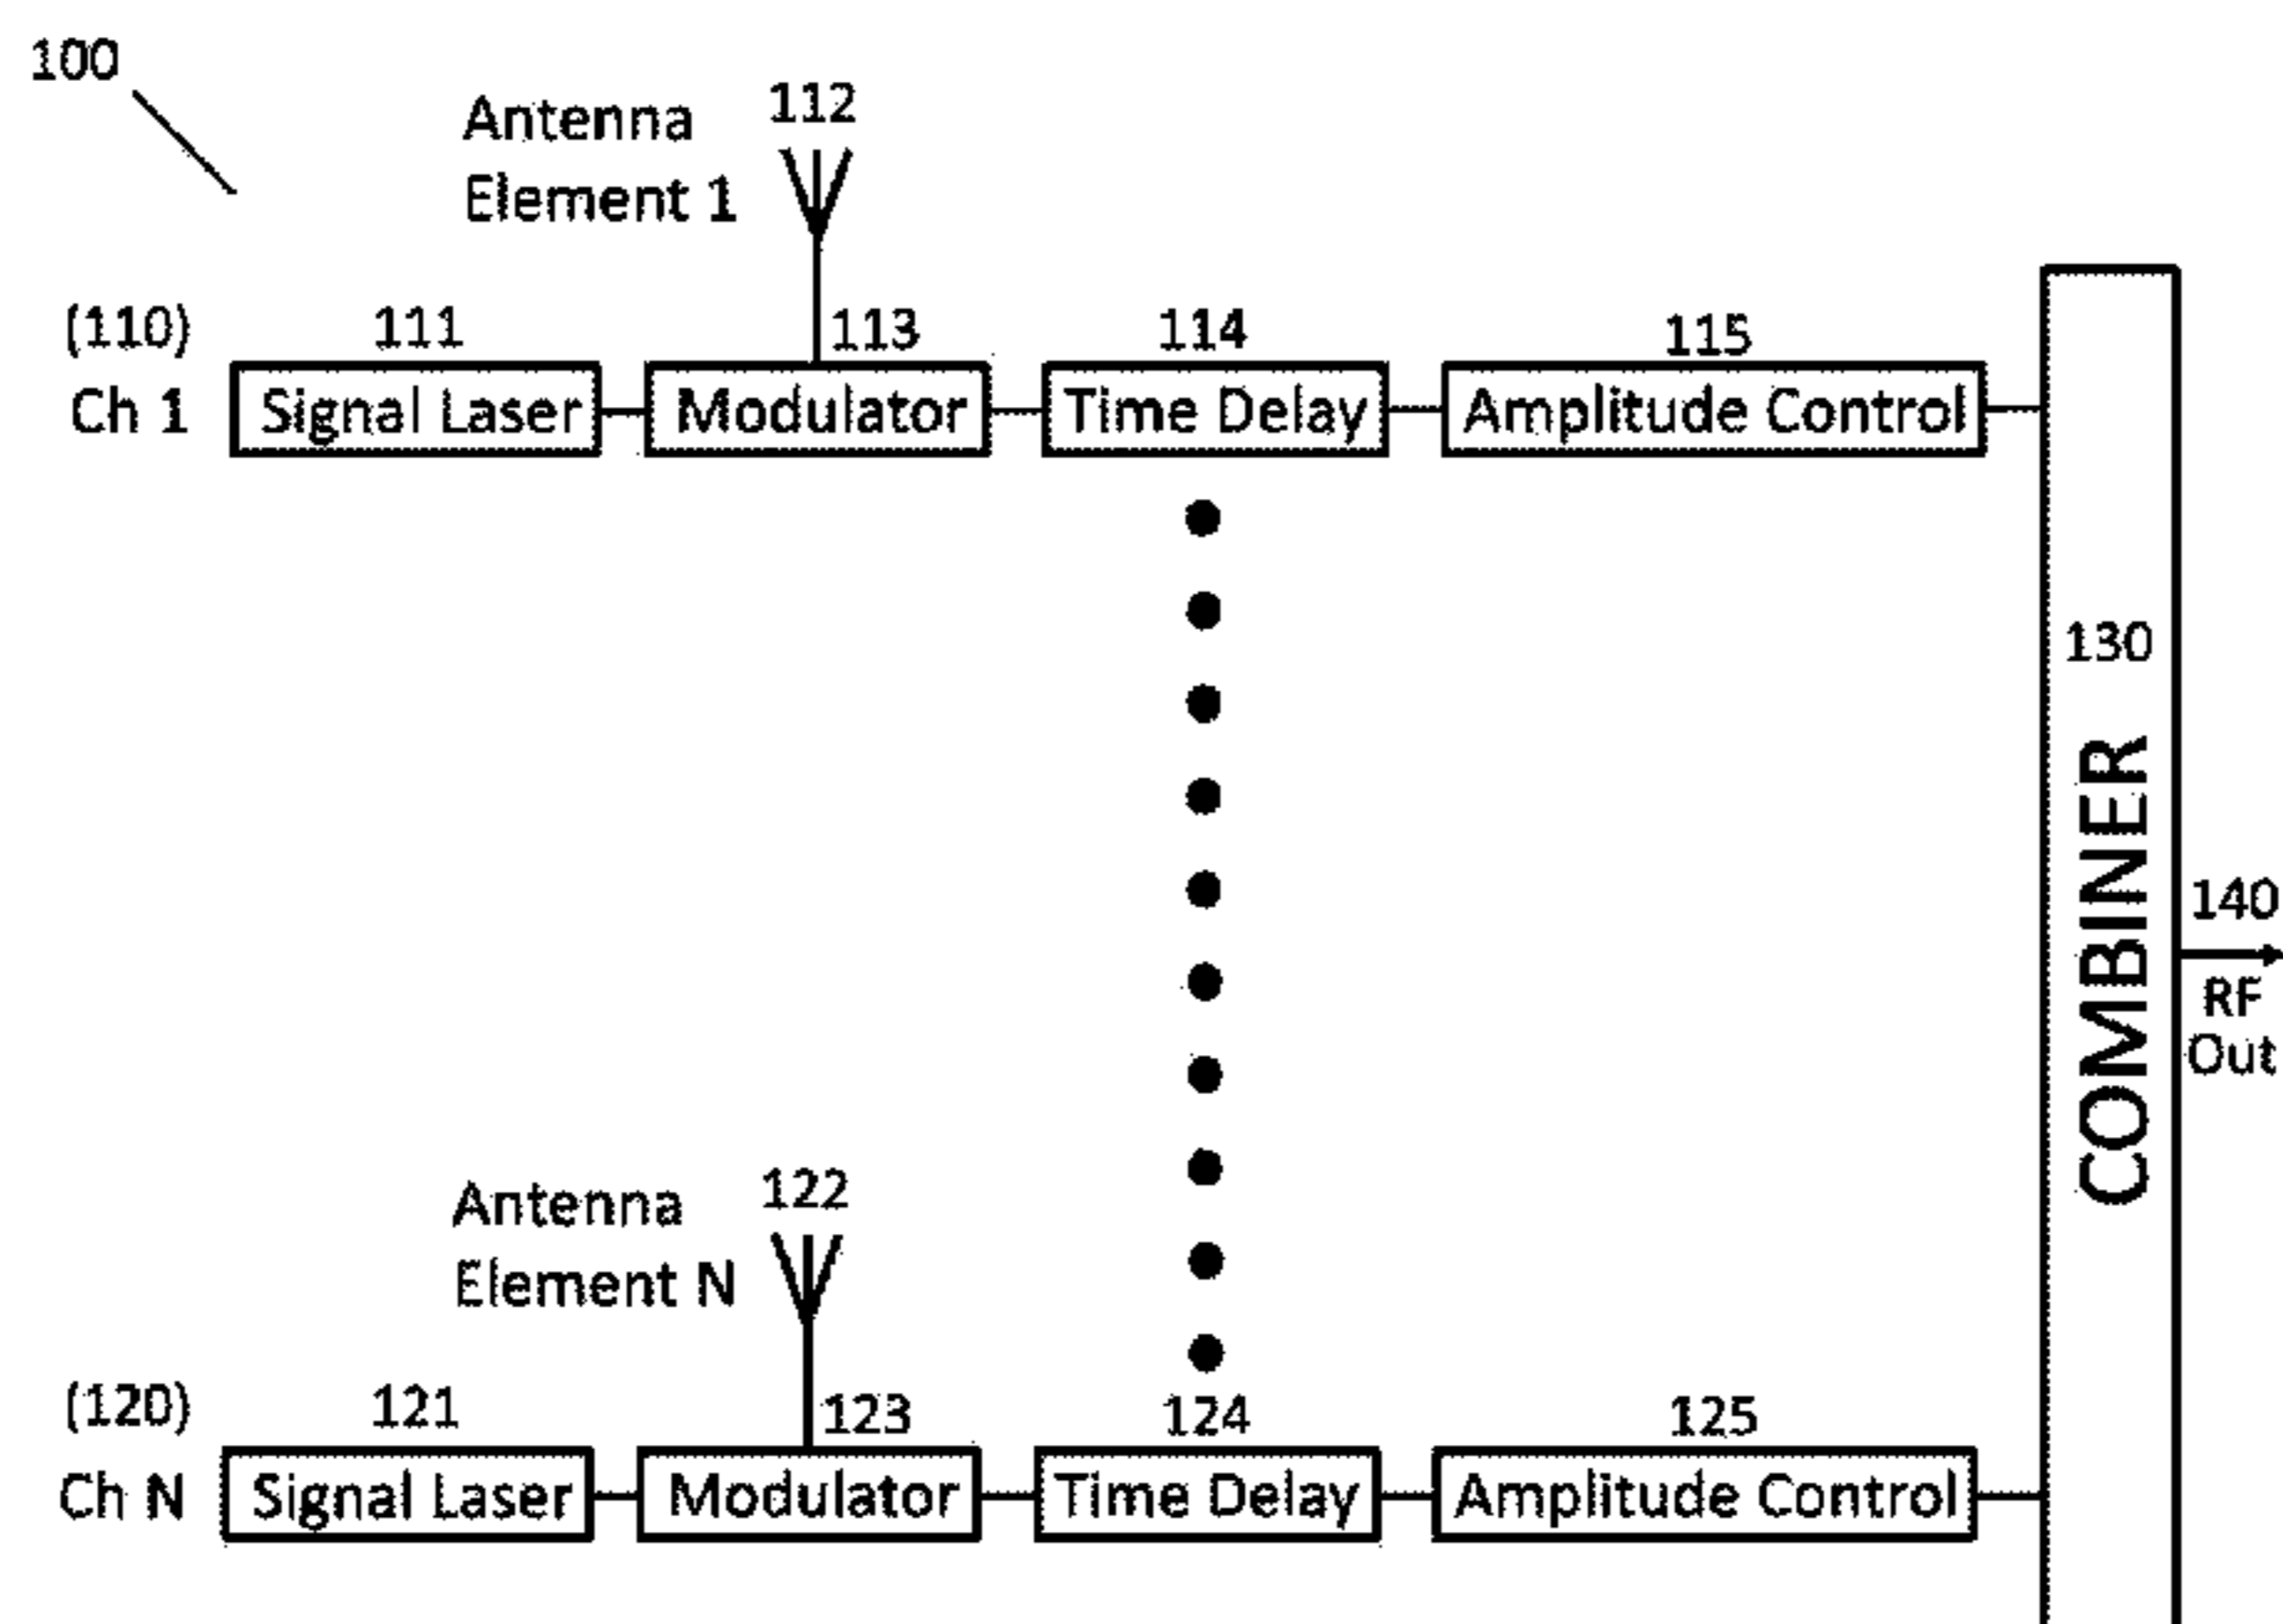 100
Antenna
Element 1
112
(110)
Ch 1
111
Signal Laser
113
Modulator
114
Time Delay
115
Amplitude Control
130
COMBINER
140
RF
Out
Antenna
Element N
122
(120)
Ch N
121
Signal Laser
123
Modulator
124
Time Delay
125
Amplitude Control